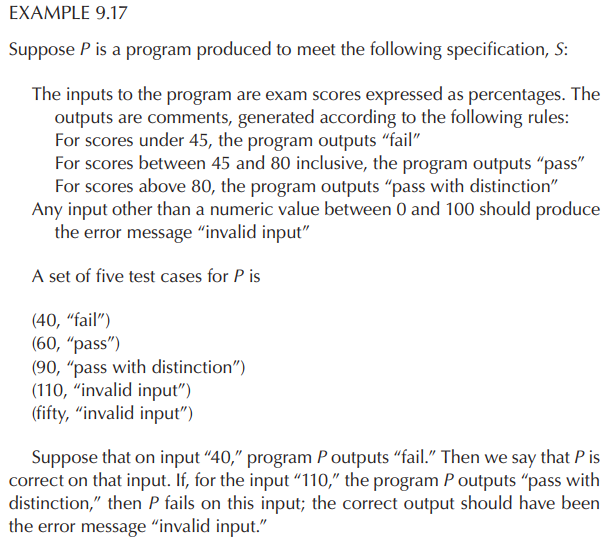 EXAMPLE 9.17
Suppose P is a program produced to meet the following specification, S:
The inputs to the program are exam scores expressed as percentages. The
outputs are comments, generated according to the following rules:
For scores under 45, the program outputs “fail”
For scores between 45 and 80 inclusive, the program outputs “pass”
For scores above 80, the program outputs “pass with distinction”
Any input other than a numeric value between 0 and 100 should produce
the error message “invalid input”
A set of five test cases for P is
(40, “fail”)
(60, “pass”)
(90, “pass with distinction”)
(110, “invalid input”)
(fifty, “invalid input”)
Suppose that on input “40,” program P outputs “fail.” Then we say that P is
correct on that input. If, for the input “110,” the program P outputs “pass with
distinction,” then P fails on this input; the correct output should have been
the error message “invalid input.”